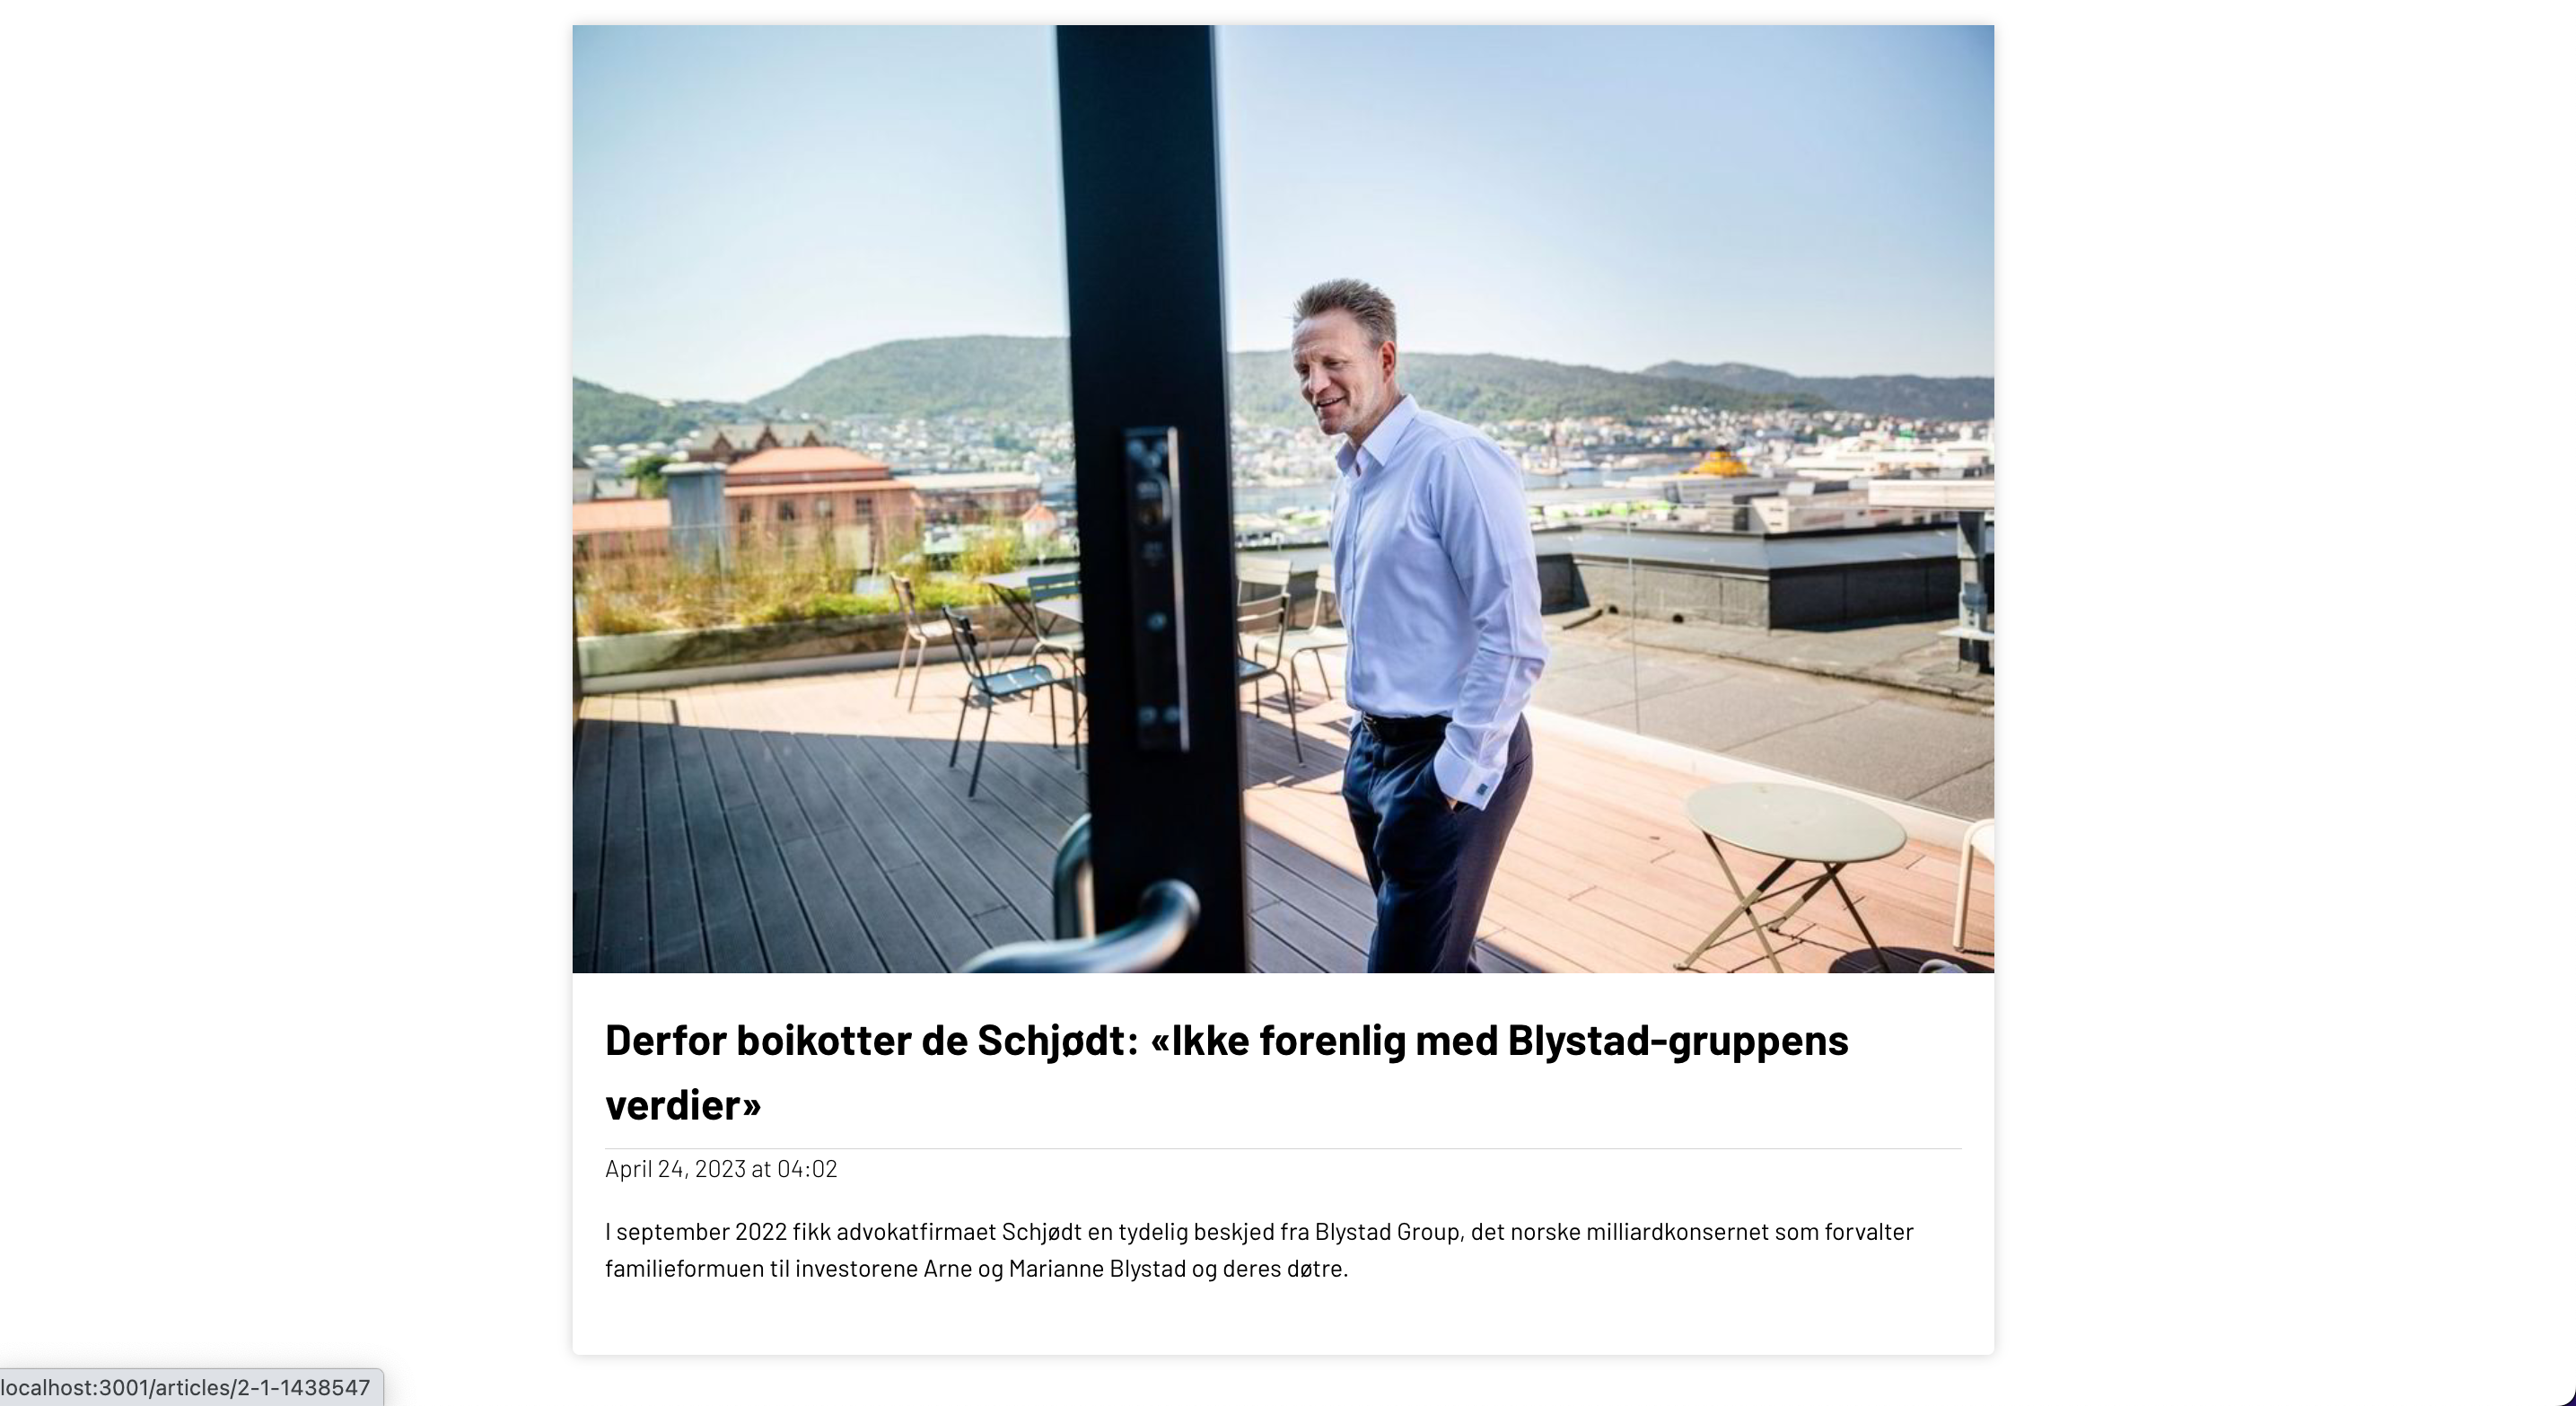 Derfor boikotter de Schjødt: «Ikke forenlig med Blystad-gruppens
verdier»
April 24, 2023 at 04:02
I september 2022 fikk advokatfirmaet Schjødt en tydelig beskjed fra Blystad Group, det norske milliardkonsernet som forvalter
familieformuen til investorene Arne og Marianne Blystad og deres døtre.
localhost:3001/articles/2-1-1438547